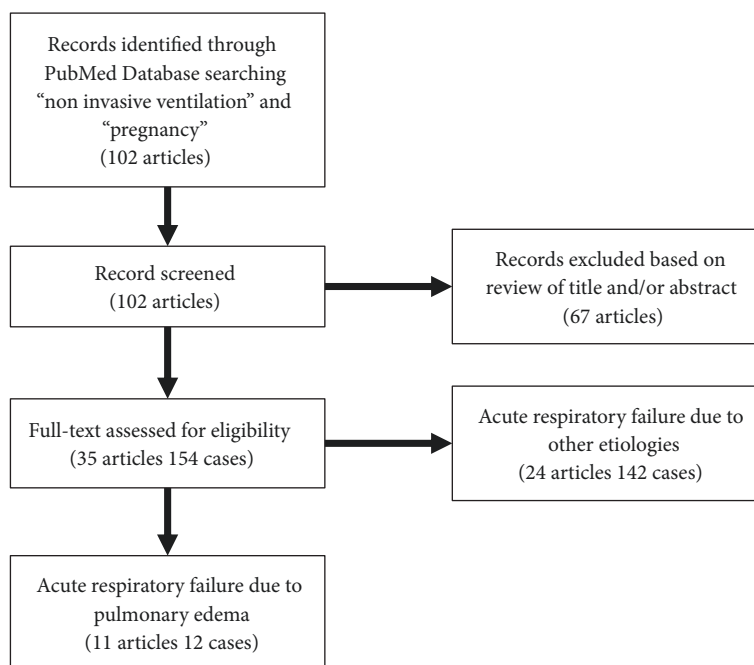 Records identified through
PubMed Database searching
“non invasive ventilation” and
“pregnancy”
(102 articles)
Record screened
(102 articles)
Records excluded based on
review of title and/or abstract
(67 articles)
Full-text assessed for eligibility
(35 articles 154 cases)
Acute respiratory failure due to
other etiologies
(24 articles 142 cases)
Acute respiratory failure due to
pulmonary edema
(11 articles 12 cases)